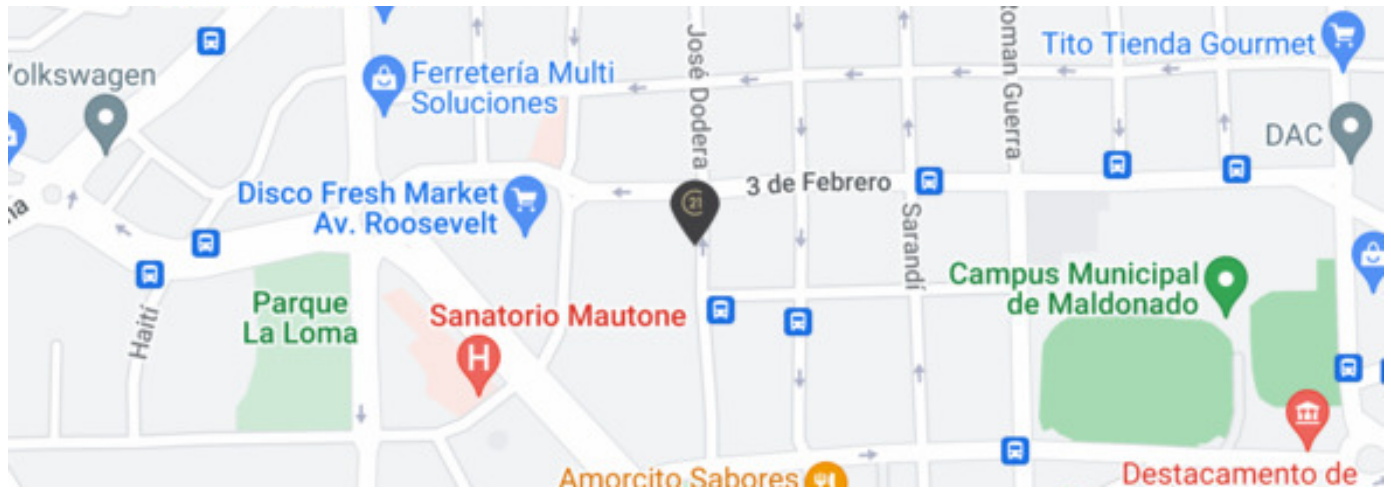 José Dodera
Roman Guerra
Tito Tienda Gourmet
Volkswagen
Ferretería Multi
Soluciones
DAC
3 de Febrero
Disco Fresh Market
Av. Roosevelt
21
Sarandí
Campus Municipal
de Maldonado
Parque
La Loma
Haití
Sanatorio Mautone
H
Amorcito Sabores
Destacamento de